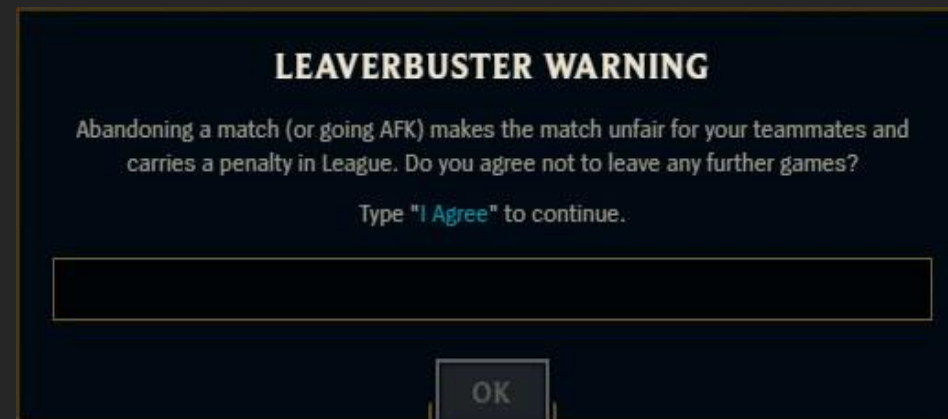 LEAVERBUSTER WARNING
Abandoning a match (or going AFK) makes the match unfair for your teammates and
carries a penalty in League. Do you agree not to leave any further games?
Type "I Agree" to continue.
OK